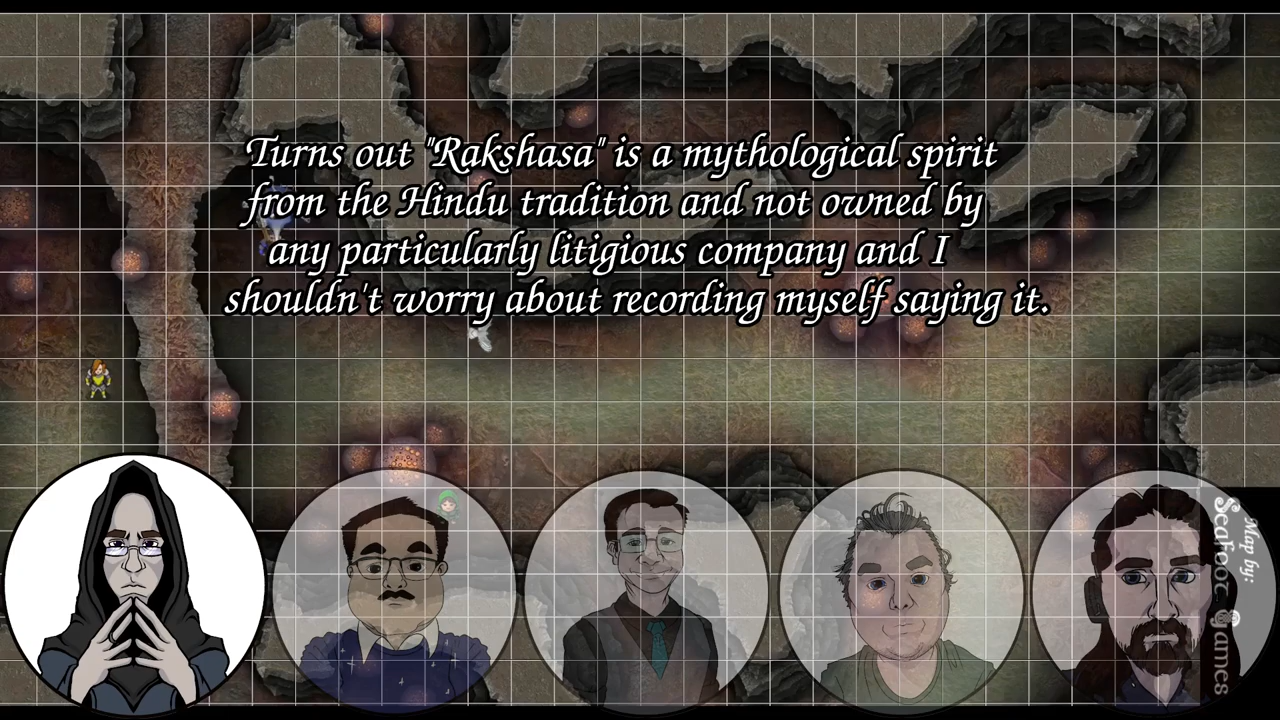 Turns out "Rakshasa" is a mythological spirit
from the Hindu tradition and not owned by
any particularly litigious company and I
shouldn't worry about recording myself saying it.
Map by:
Seafoot Games